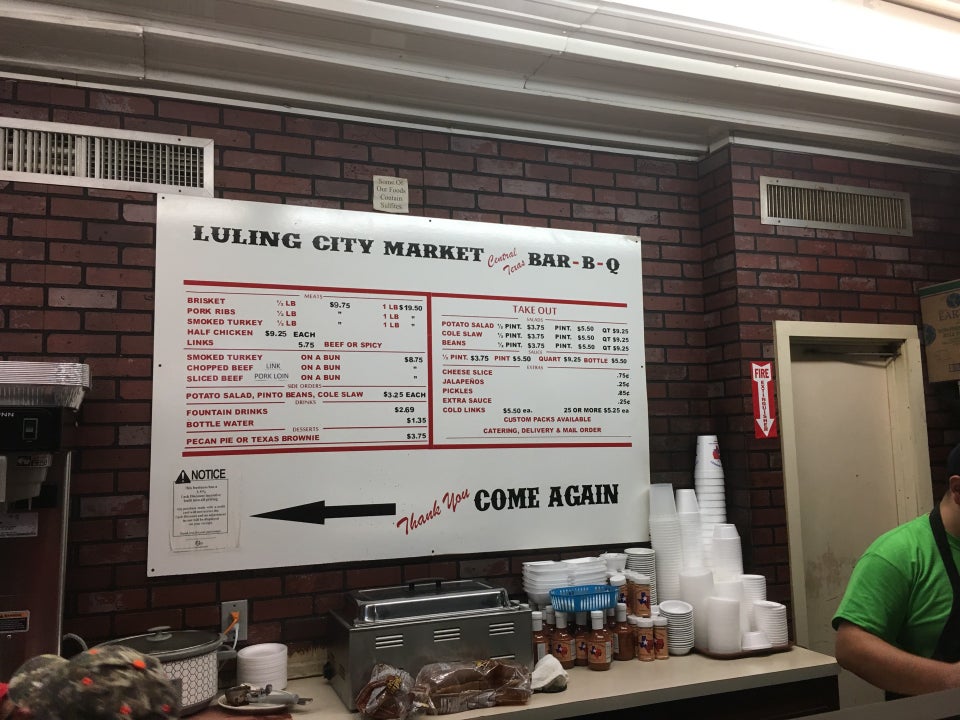 Some Of
Our Foods
Contain
Sulfites
LULING CITY MARKET Central Texas BAR-B-Q
MEATS
BRISKET ½ LB $9.75 1 LB $19.50
PORK RIBS ½ LB " 1 LB "
SMOKED TURKEY ½ LB " 1 LB "
HALF CHICKEN $9.25 EACH
LINKS 5.75 BEEF OR SPICY
SMOKED TURKEY ON A BUN $8.75
CHOPPED BEEF LINK ON A BUN "
SLICED BEEF PORK LOIN ON A BUN "
SIDE ORDERS
POTATO SALAD, PINTO BEANS, COLE SLAW $3.25 EACH
DRINKS
FOUNTAIN DRINKS $2.69
BOTTLE WATER $1.35
DESSERTS
PECAN PIE OR TEXAS BROWNIE $3.75
TAKE OUT
SALADS
POTATO SALAD ½ PINT. $3.75 PINT. $5.50 QT $9.25
COLE SLAW ½ PINT. $3.75 PINT. $5.50 QT $9.25
BEANS ½ PINT. $3.75 PINT. $5.50 QT $9.25
SAUCE
½ PINT. $3.75 PINT $5.50 QUART $9.25 BOTTLE $5.50
EXTRAS
CHEESE SLICE .75¢
JALAPEÑOS .25¢
PICKLES .85¢
EXTRA SAUCE .25¢
COLD LINKS $5.50 ea. 25 OR MORE $5.25 ea
CUSTOM PACKS AVAILABLE
CATERING, DELIVERY & MAIL ORDER
NOTICE
Thank You COME AGAIN
FIRE
EXTINGUISHER